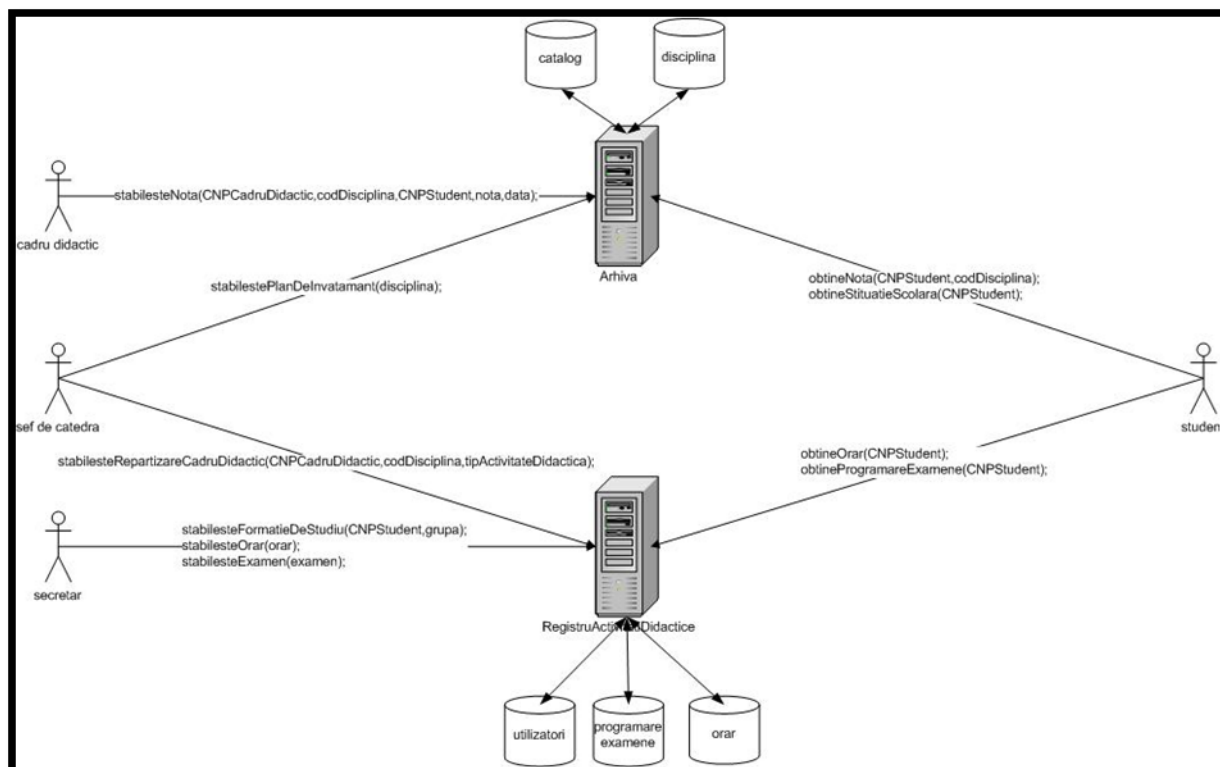 catalog
disciplina
stabilesteNota(CNPCadruDidactic,codDisciplina,CNPStudent,nota,data);
cadru didactic
Arhiva
stabilestePlanDeInvatamant(disciplina);
obtineNota(CNPStudent,codDisciplina);
obtineStituatieScolara(CNPStudent);
sef de catedra
studen
stabilesteRepartizareCadruDidactic(CNPCadruDidactic,codDisciplina,tipActivitateDidactica);
obtineOrar(CNPStudent);
obtineProgramareExamene(CNPStudent);
stabilesteFormatieDeStudiu(CNPStudent,grupa);
stabilesteOrar(orar);
stabilesteExamen(examen);
secretar
utilizatori
programare
examene
orar